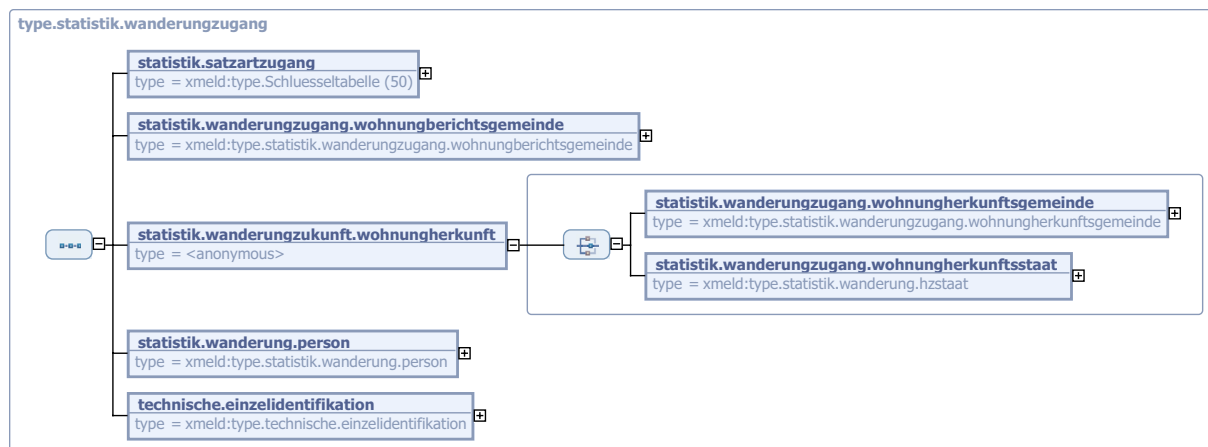 type.statistik.wanderungzugang
statistik.satzartzugang
type = xmeld:type.Schluesseltabelle (50)
statistik.wanderungzugang.wohnungberichtsgemeinde
type = xmeld:type.statistik.wanderungzugang.wohnungberichtsgemeinde
statistik.wanderungzukunft.wohnungherkunft
type = <anonymous>
statistik.wanderungzugang.wohnungherkunftsgemeinde
type = xmeld:type.statistik.wanderungzugang.wohnungherkunftsgemeinde
statistik.wanderungzugang.wohnungherkunftsstaat
type = xmeld:type.statistik.wanderung.hzstaat
statistik.wanderung.person
type = xmeld:type.statistik.wanderung.person
technische.einzelidentifikation
type = xmeld:type.technische.einzelidentifikation